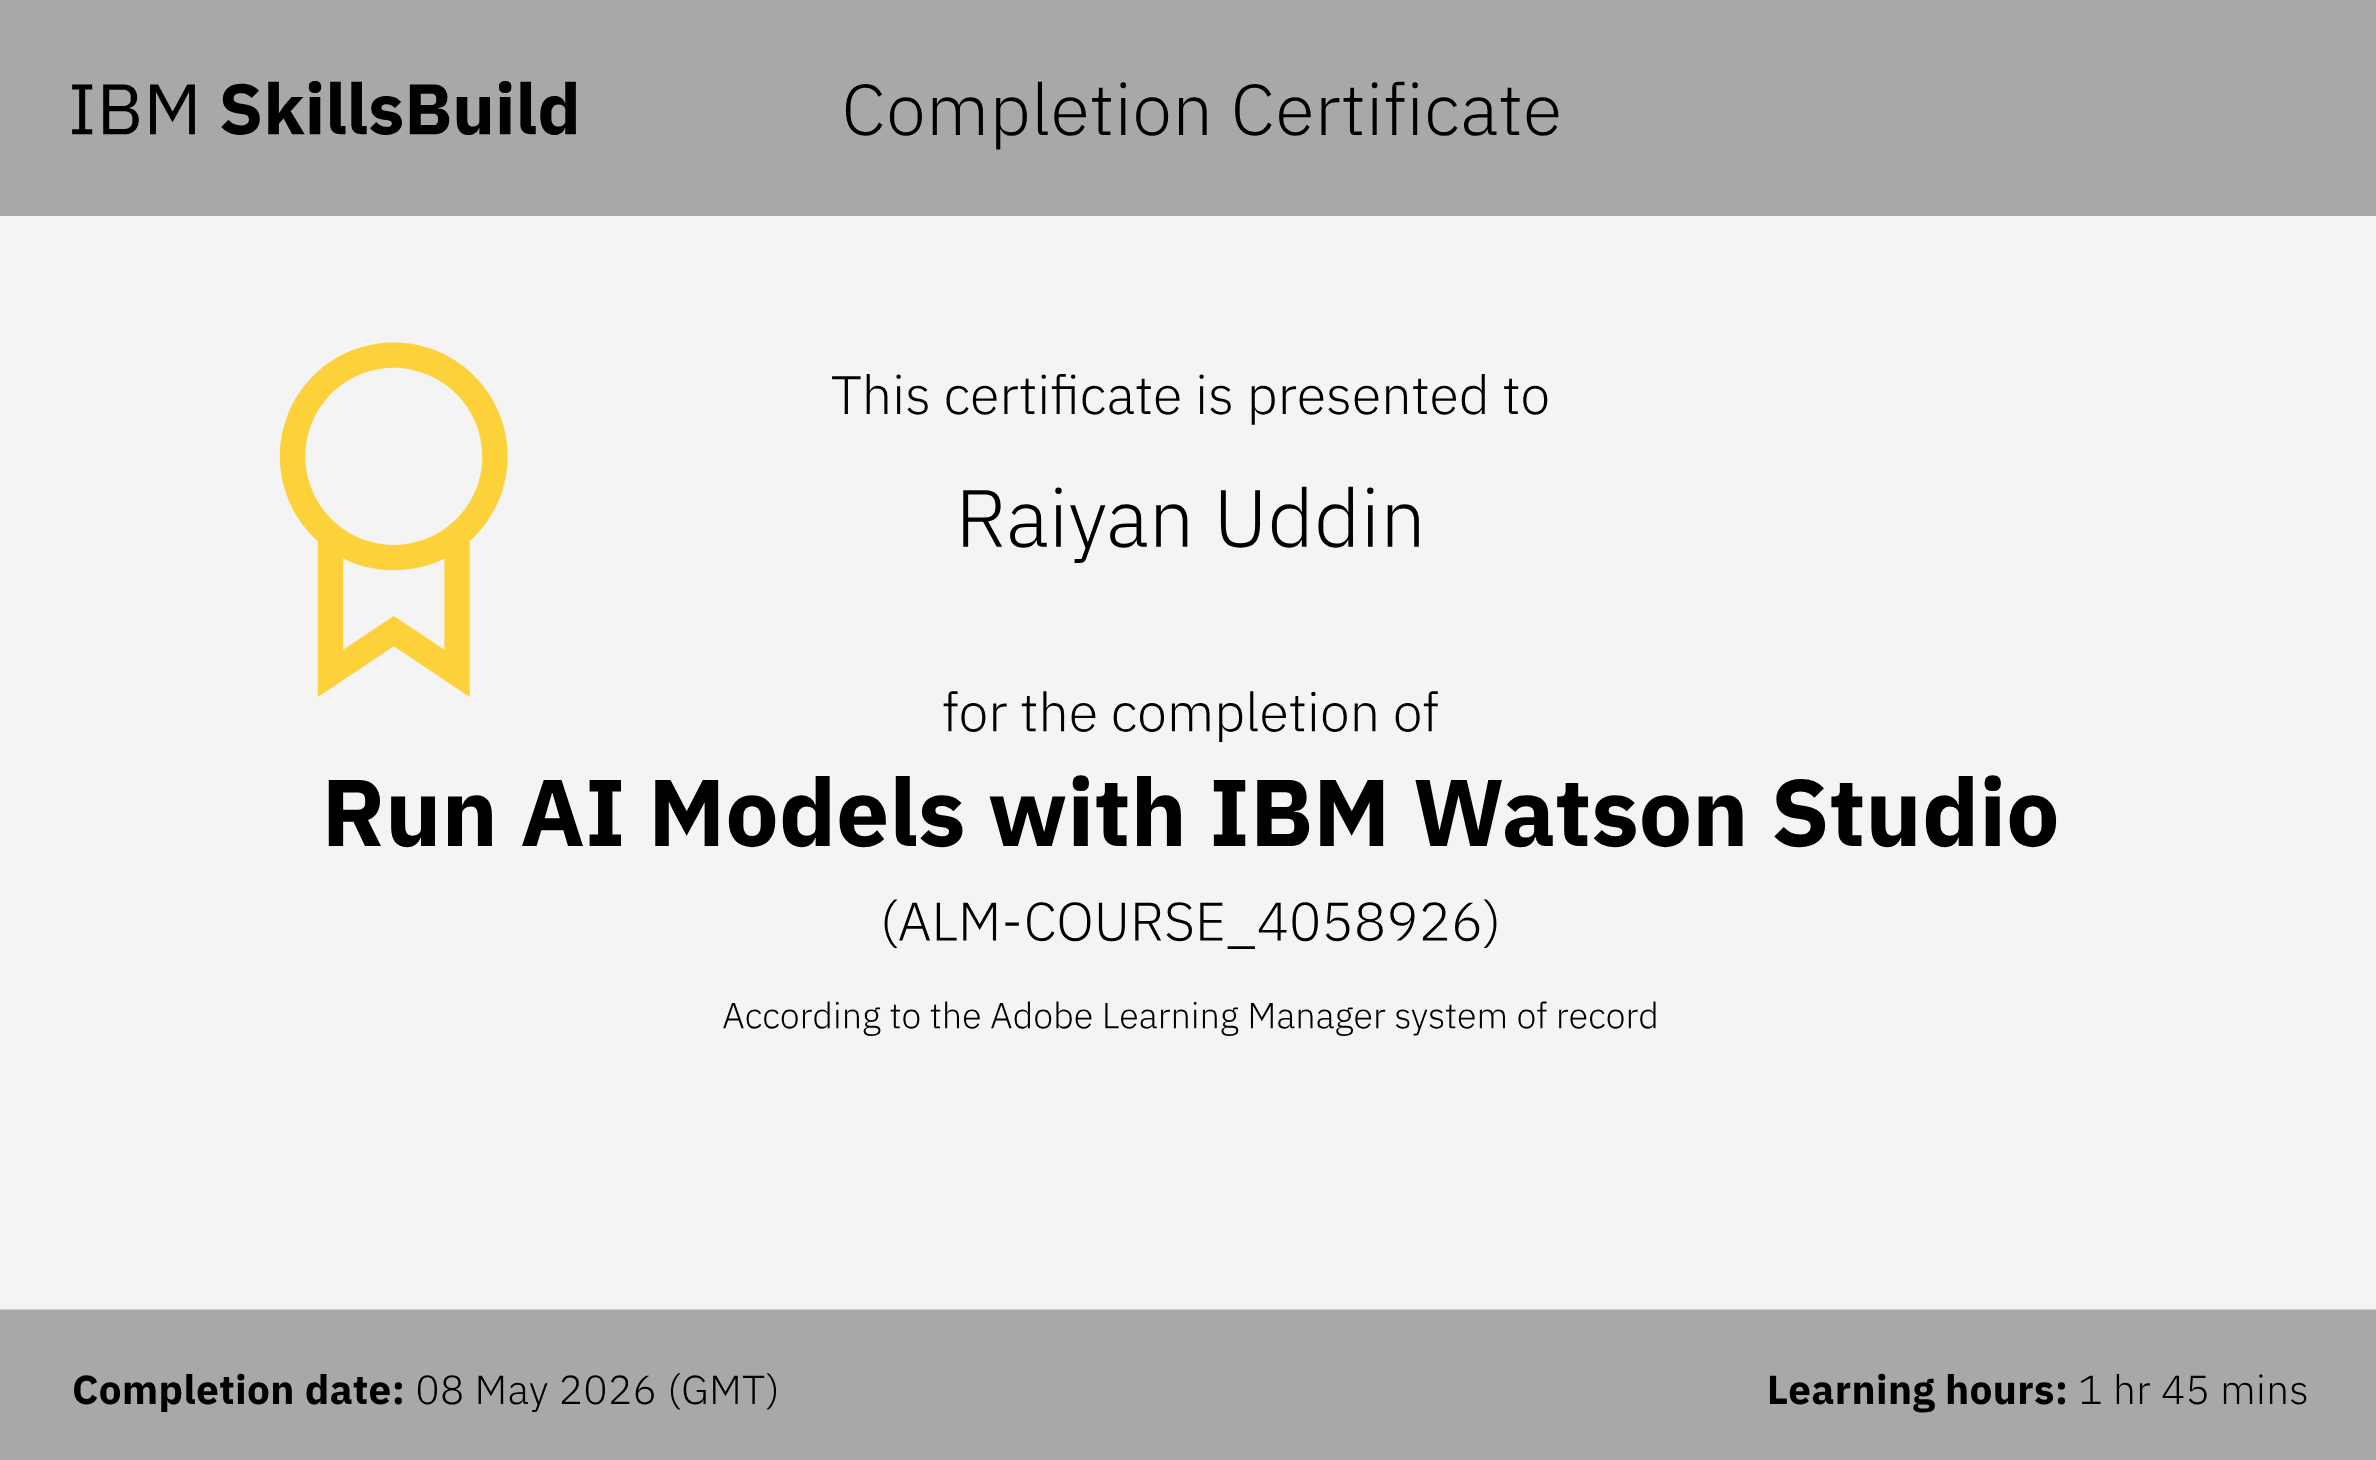 IBM SkillsBuild
Completion Certificate
This certificate is presented to
Raiyan Uddin
for the completion of
Run AI Models with IBM Watson Studio
(ALM-COURSE_4058926)
According to the Adobe Learning Manager system of record
Completion date: 08 May 2026 (GMT)
Learning hours: 1 hr 45 mins